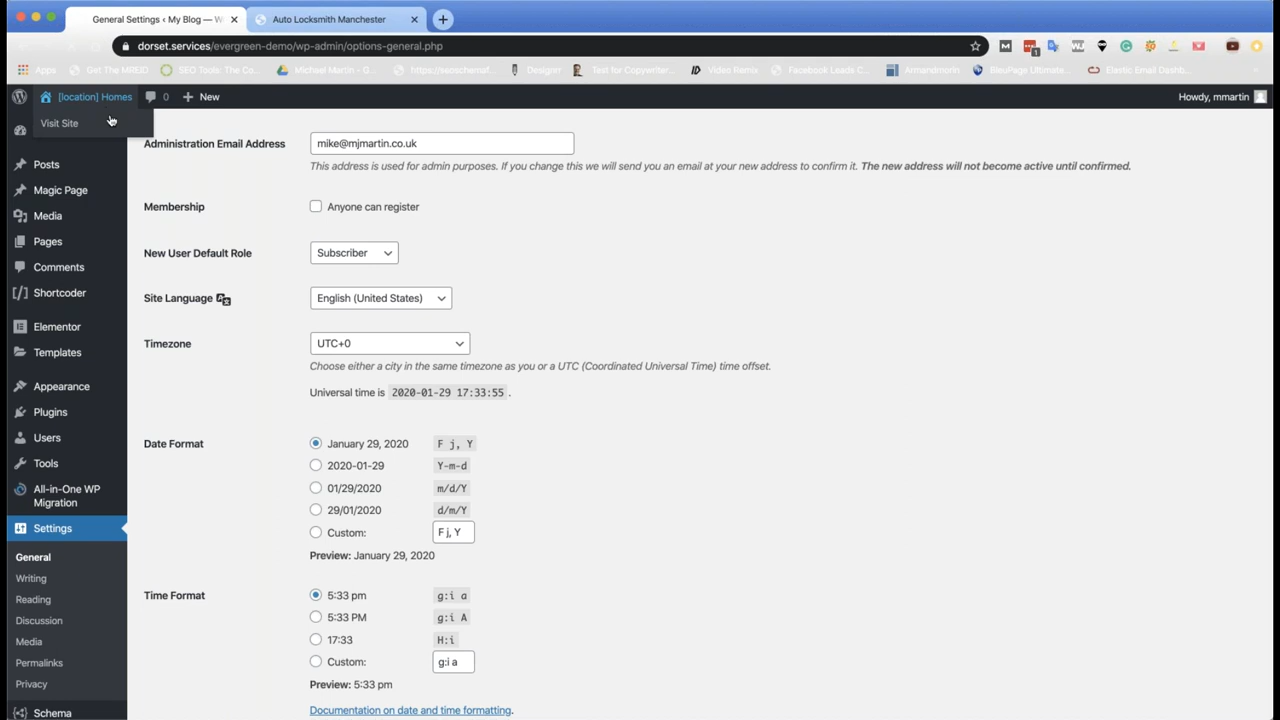 General Settings ‹ My Blog — W
Auto Locksmith Manchester
dorset.services/evergreen-demo/wp-admin/options-general.php
Apps
Get The MREID
SEO Tools: The Co...
Michael Martin - G...
https://seoschemaf...
Designrr
Test for Copywriter...
Video Remix
Facebook Leads C...
Armandmorin
BleuPage Ultimate...
Elastic Email Dashb...
[location] Homes
0
New
Howdy, mmartin
Visit Site
Posts
Magic Page
Media
Pages
Comments
Shortcoder
Elementor
Templates
Appearance
Plugins
Users
Tools
All-in-One WP
Migration
Settings
General
Writing
Reading
Discussion
Media
Permalinks
Privacy
Schema
Administration Email Address
mike@mjmartin.co.uk
This address is used for admin purposes. If you change this we will send you an email at your new address to confirm it. The new address will not become active until confirmed.
Membership
Anyone can register
New User Default Role
Subscriber
Site Language
English (United States)
Timezone
UTC+0
Choose either a city in the same timezone as you or a UTC (Coordinated Universal Time) time offset.
Universal time is 2020-01-29 17:33:55 .
Date Format
January 29, 2020 F j, Y
2020-01-29 Y-m-d
01/29/2020 m/d/Y
29/01/2020 d/m/Y
Custom: F j, Y
Preview: January 29, 2020
Time Format
5:33 pm g:i a
5:33 PM g:i A
17:33 H:i
Custom: g:i a
Preview: 5:33 pm
Documentation on date and time formatting.